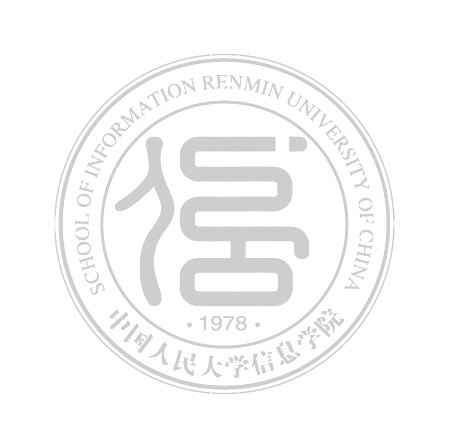 SCHOOL OF INFORMATION RENMIN UNIVERSITY OF CHINA
信
· 1978 ·
中国人民大学信息学院